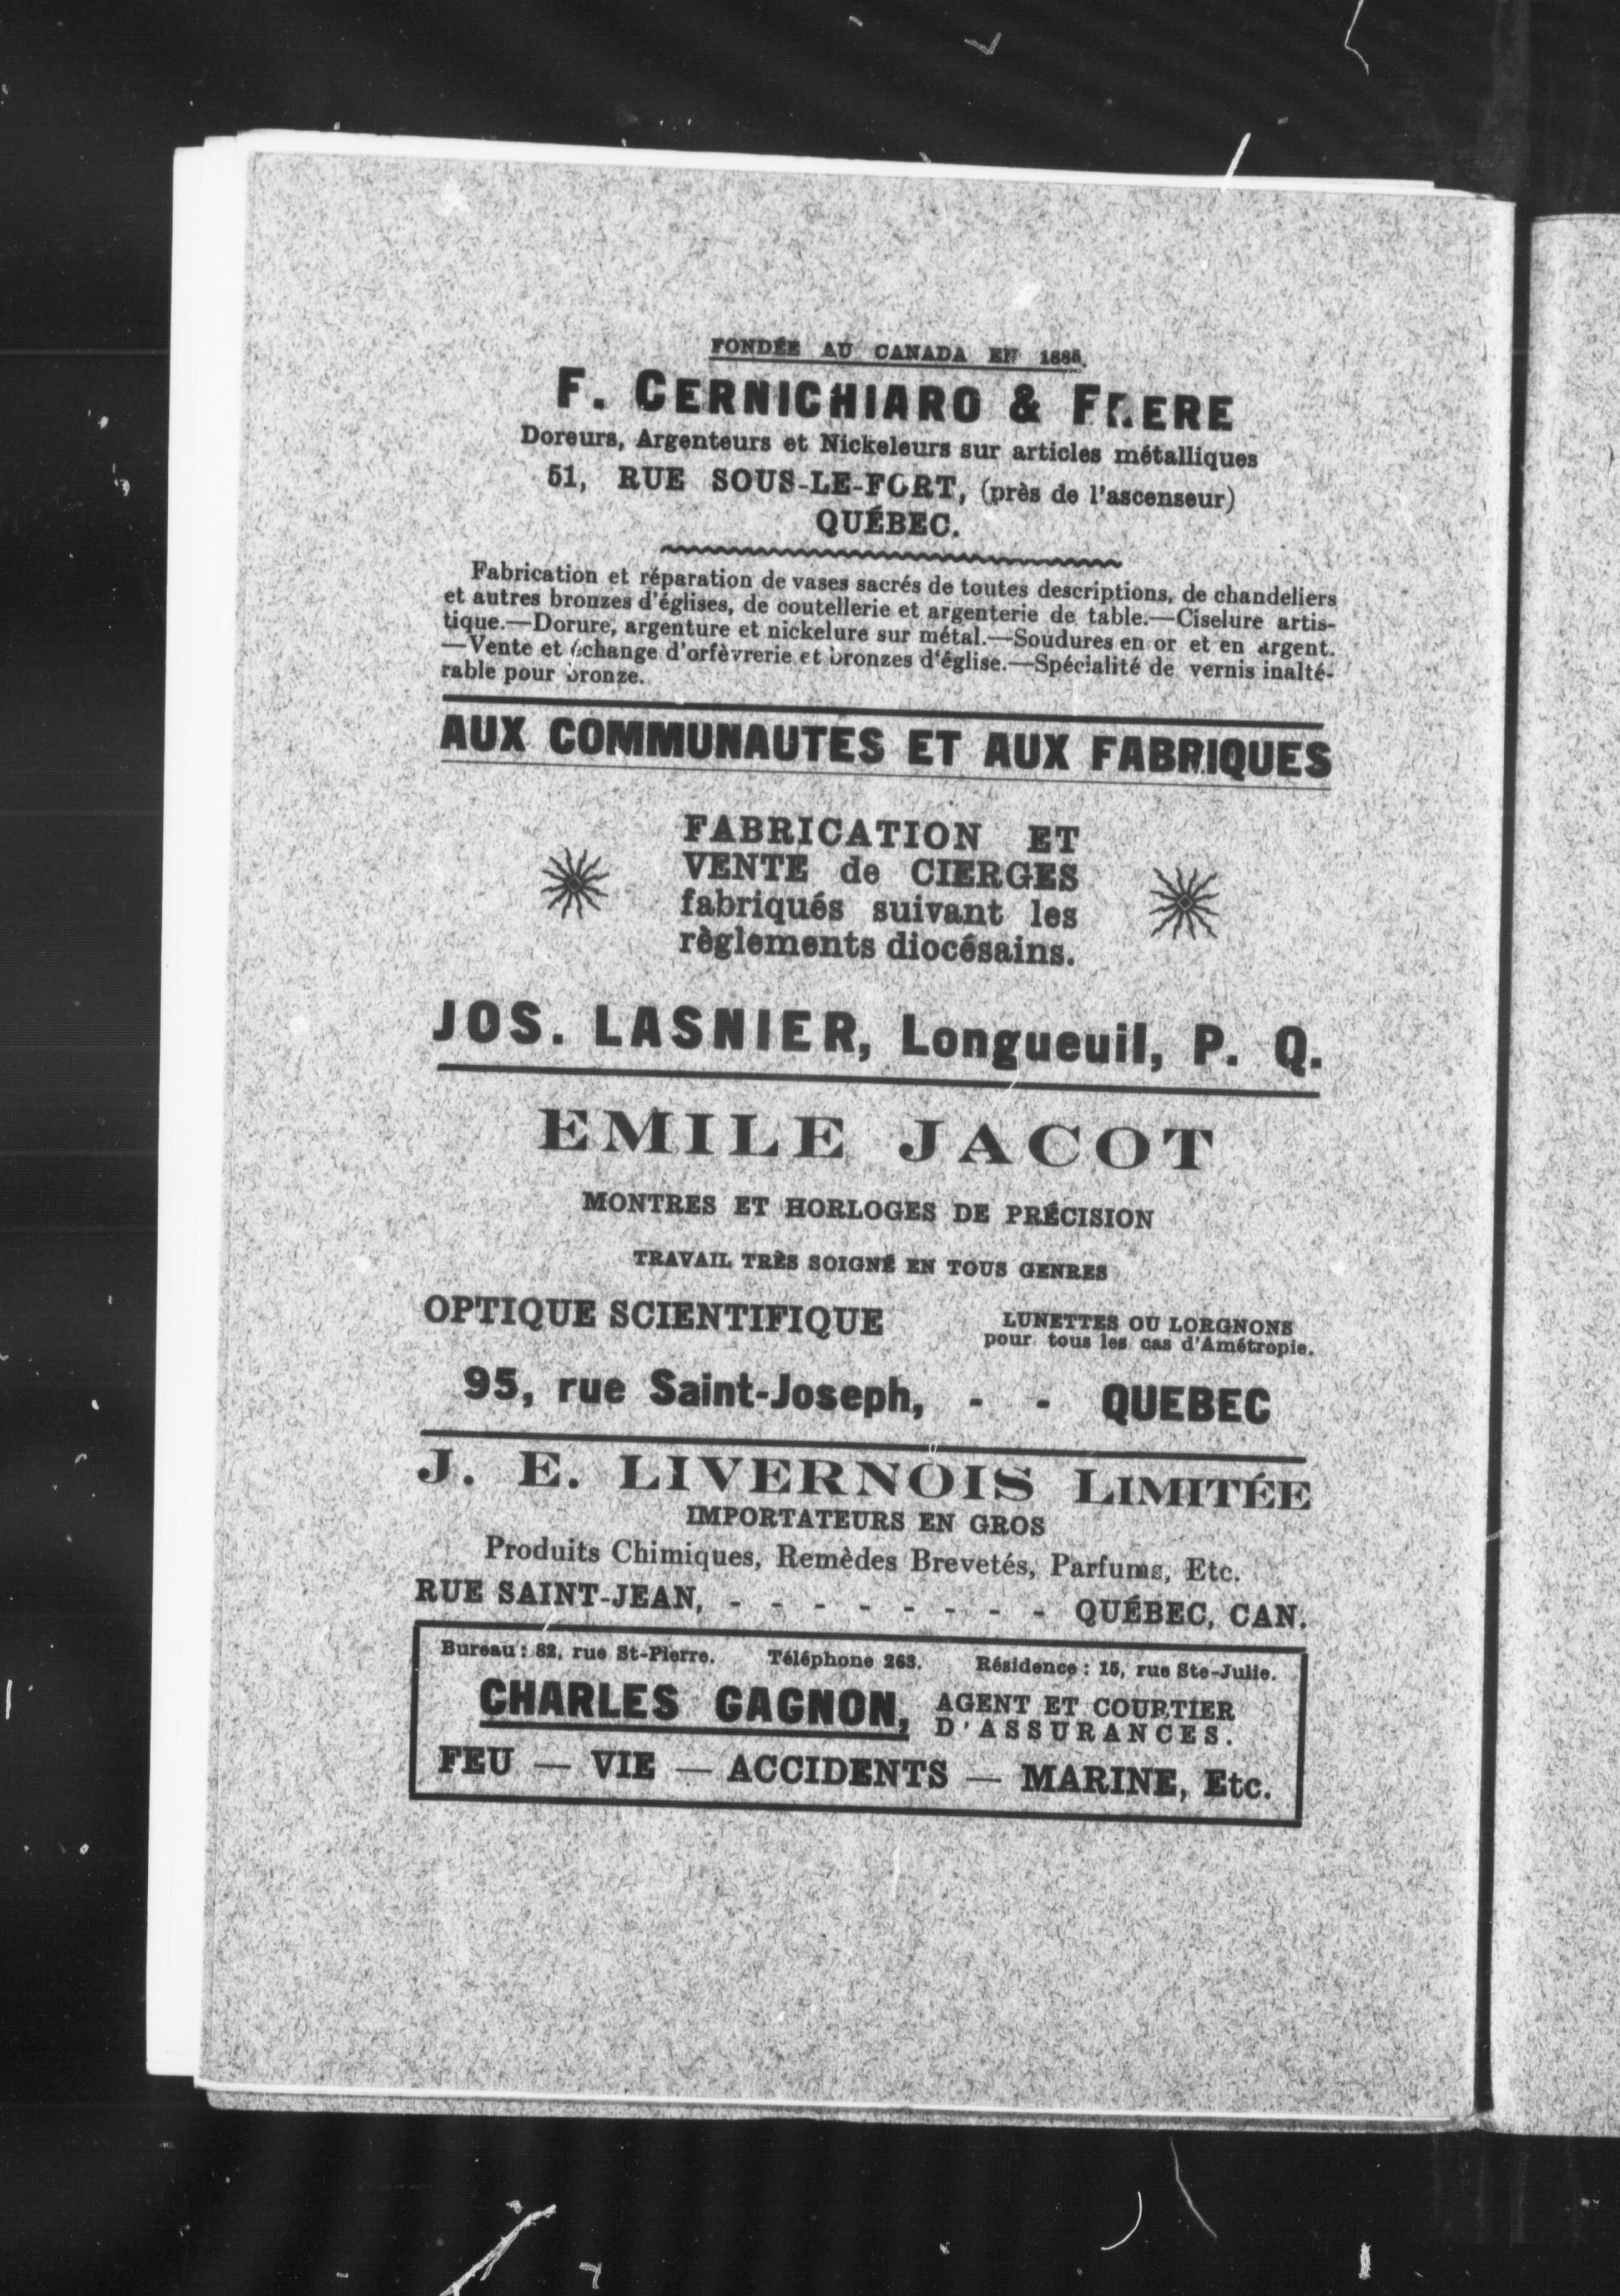 FONDÉE AU CANADA EN
F. CERNICHIARO & FRERE
Doreurs, Argenteurs et Nickeleurs sur articles métalliques
51, RUE SOUS-LE-FORT, (près de l'ascenseur)
QUÉBEC.
Fabrication et réparation de vases sacrés de toutes descriptions, de chandeliers
et autres bronzes d'églises, de coutellerie et argenterie de table.—Ciselure artis-
tique.—Dorure, argenture et nickelure sur métal.—Soudures en or et en argent.
—Vente et échange d'orfèvrerie et bronzes d'église.—Spécialité de vernis inalté-
rable pour bronze.
AUX COMMUNAUTES ET AUX FABRIQUES
FABRICATION ET
VENTE de CIERGES
fabriqués suivant les
règlements diocésains.
JOS. LASNIER, Longueuil, P. Q.
EMILE JACOT
MONTRES ET HORLOGES DE PRÉCISION
TRAVAIL TRÈS SOIGNÉ EN TOUS GENRES
OPTIQUE SCIENTIFIQUE
LUNETTES OU LORGNONS
pour tous les cas d'Amétropie.
95, rue Saint-Joseph, - - QUEBEC
J. E. LIVERNOIS LIMITÉE
IMPORTATEURS EN GROS
Produits Chimiques, Remèdes Brevetés, Parfums, Etc.
RUE SAINT-JEAN, - - - - - - - - QUÉBEC, CAN.
Bureau : 82, rue St-Pierre. Téléphone 263. Résidence : 15, rue Ste-Julie.
CHARLES GAGNON, AGENT ET COURTIER
D'ASSURANCES.
FEU — VIE — ACCIDENTS — MARINE, Etc.